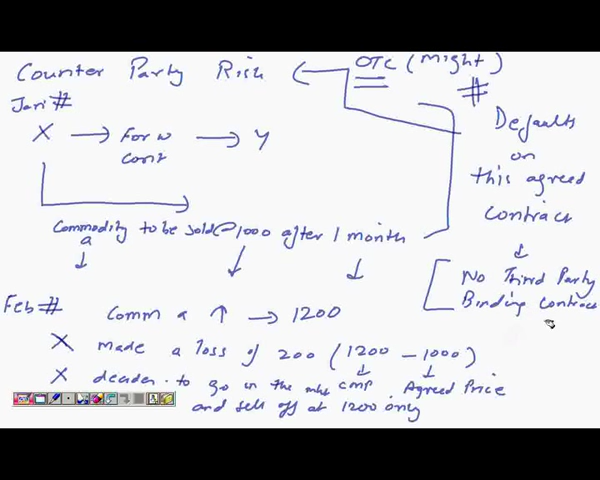 Counter Party Risk
OTC (Might)
#
Jan #
X → Forw → Y
Cont
Defaults
on
this agreed
contract
Commodity to be sold @ 1000 after 1 month
a
No Third Party
Binding contract
Feb #
Comm a ↑ → 1200
X made a loss of 200 (1200 - 1000)
X decides to go in the mkt CMP Agreed Price
and sell off at 1200 only